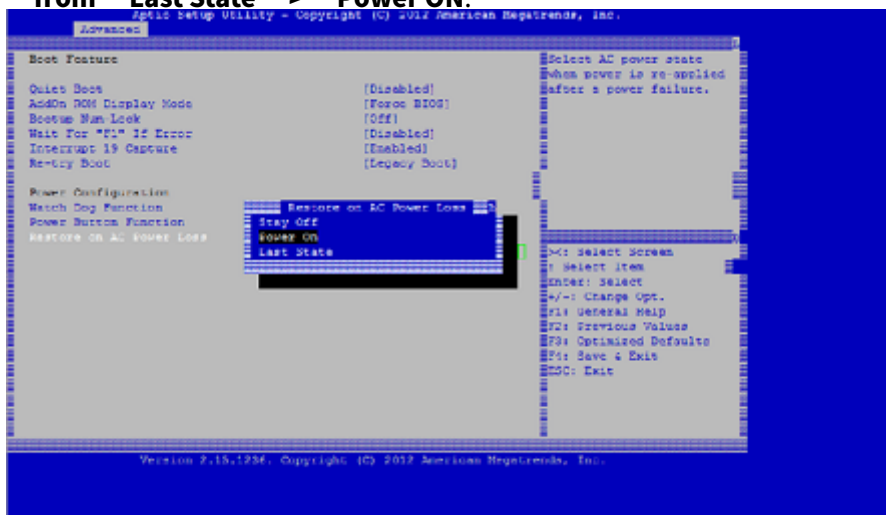 from "Last State" -> "Power ON.
Aptio Setup Utility - Copyright (C) 2012 American Megatrends, Inc.
Advanced
Boot Feature
Quiet Boot [Disabled]
AddOn ROM Display Mode [Force BIOS]
Bootup Num-Lock [Off]
Wait For "F1" If Error [Disabled]
Interrupt 19 Capture [Enabled]
Re-try Boot [Legacy Boot]
Power Configuration
Watch Dog Function
Power Button Function
Restore on AC Power Loss
Restore on AC Power Loss
Stay Off
Power On
Last State
Select AC power state
when power is re-applied
after a power failure.
><: Select Screen
: Select Item
Enter: Select
+/-: Change Opt.
F1: General Help
F2: Previous Values
F3: Optimized Defaults
F4: Save & Exit
ESC: Exit
Version 2.15.1236. Copyright (C) 2012 American Megatrends, Inc.